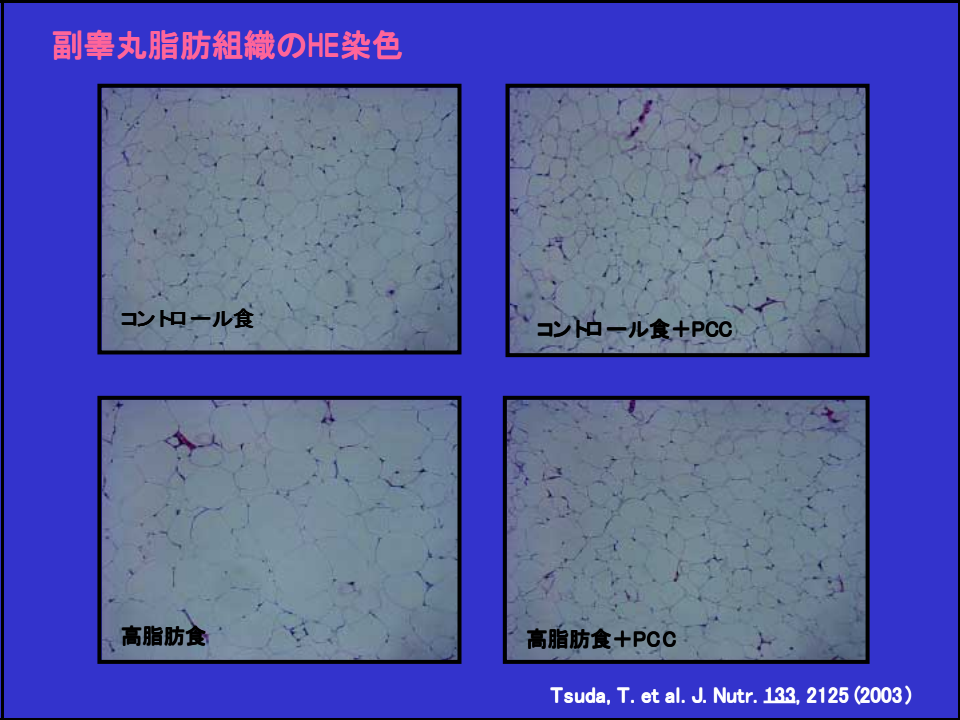 副睾丸脂肪組織のHE染色
コントロール食
コントロール食＋PCC
高脂肪食
高脂肪食＋PCC
Tsuda, T. et al. J. Nutr. 133, 2125 (2003)